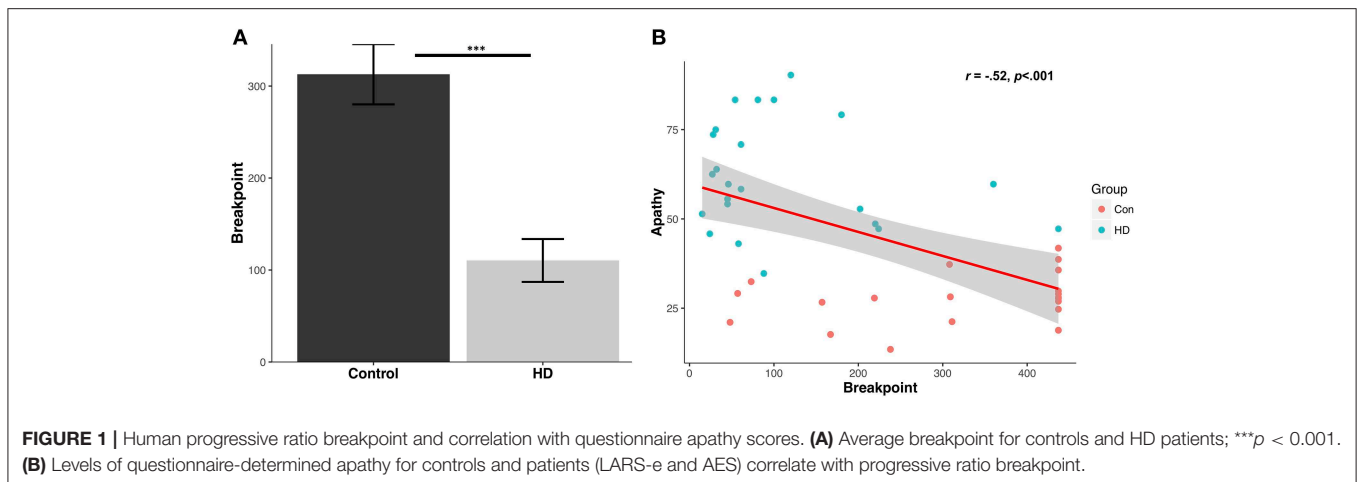 A
***
Breakpoint
300
200
100
0
Control
HD
B
r = -.52, p<.001
Apathy
75
50
25
0
100
200
300
400
Breakpoint
Group
Con
HD
FIGURE 1 | Human progressive ratio breakpoint and correlation with questionnaire apathy scores. (A) Average breakpoint for controls and HD patients; ***p < 0.001.
(B) Levels of questionnaire-determined apathy for controls and patients (LARS-e and AES) correlate with progressive ratio breakpoint.